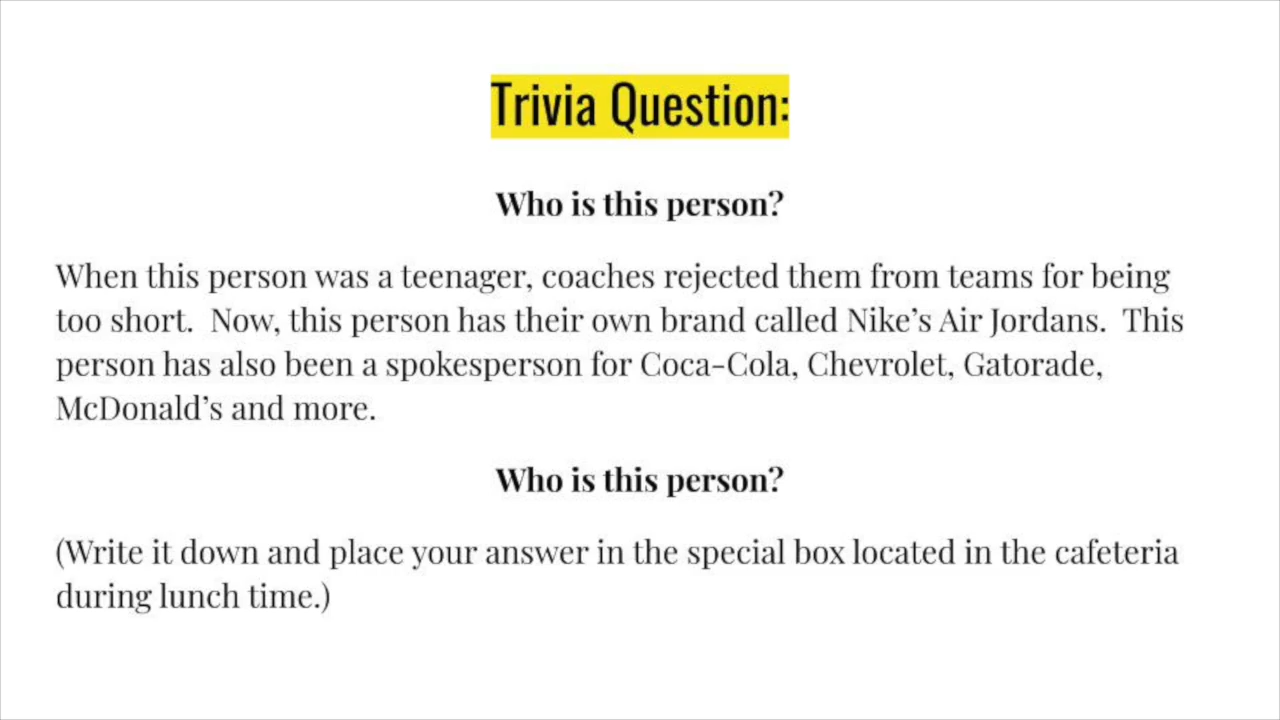 Trivia Question:
Who is this person?
When this person was a teenager, coaches rejected them from teams for being
too short.  Now, this person has their own brand called Nike’s Air Jordans.  This
person has also been a spokesperson for Coca-Cola, Chevrolet, Gatorade,
McDonald’s and more.
Who is this person?
(Write it down and place your answer in the special box located in the cafeteria
during lunch time.)